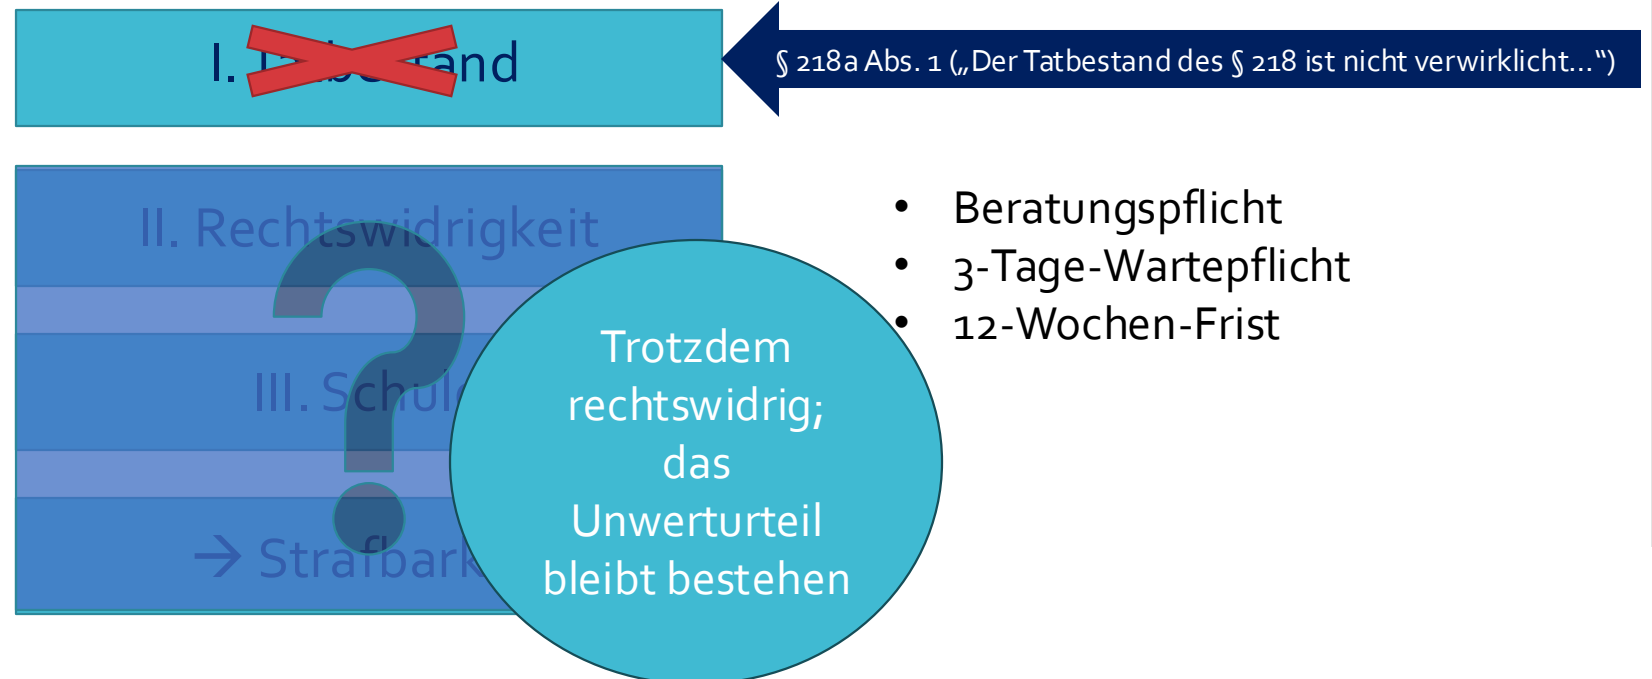 I. Tatbestand
§ 218a Abs. 1 („Der Tatbestand des § 218 ist nicht verwirklicht...“)
II. Rechtswidrigkeit
III. Schuld
→ Strafbark
• Beratungspflicht
• 3-Tage-Wartepflicht
• 12-Wochen-Frist
Trotzdem
rechtswidrig;
das
Unwerturteil
bleibt bestehen